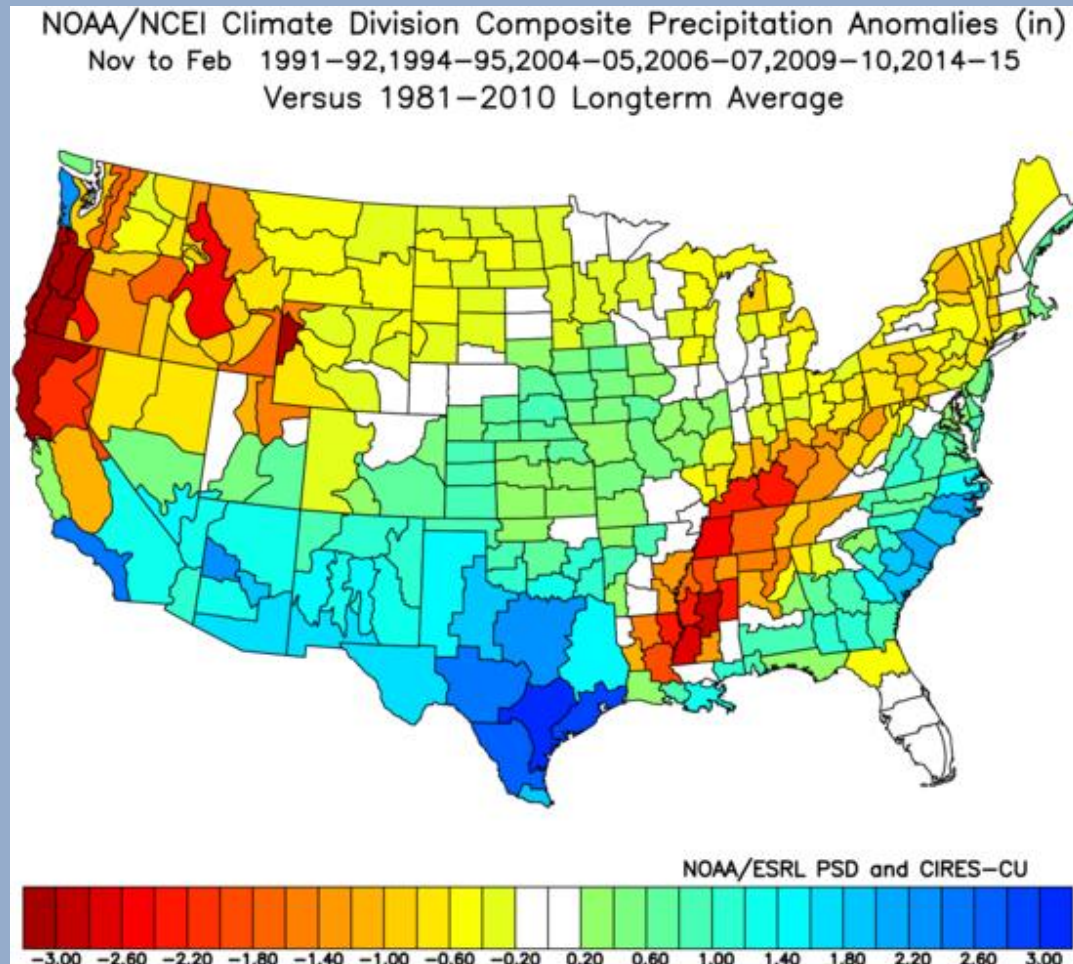 NOAA/NCEI Climate Division Composite Precipitation Anomalies (in)
Nov to Feb 1991-92,1994-95,2004-05,2006-07,2009-10,2014-15
Versus 1981-2010 Longterm Average
NOAA/ESRL PSD and CIRES-CU
-3.00 -2.60 -2.20 -1.80 -1.40 -1.00 -0.60 -0.20 0.20 0.60 1.00 1.40 1.80 2.20 2.60 3.00